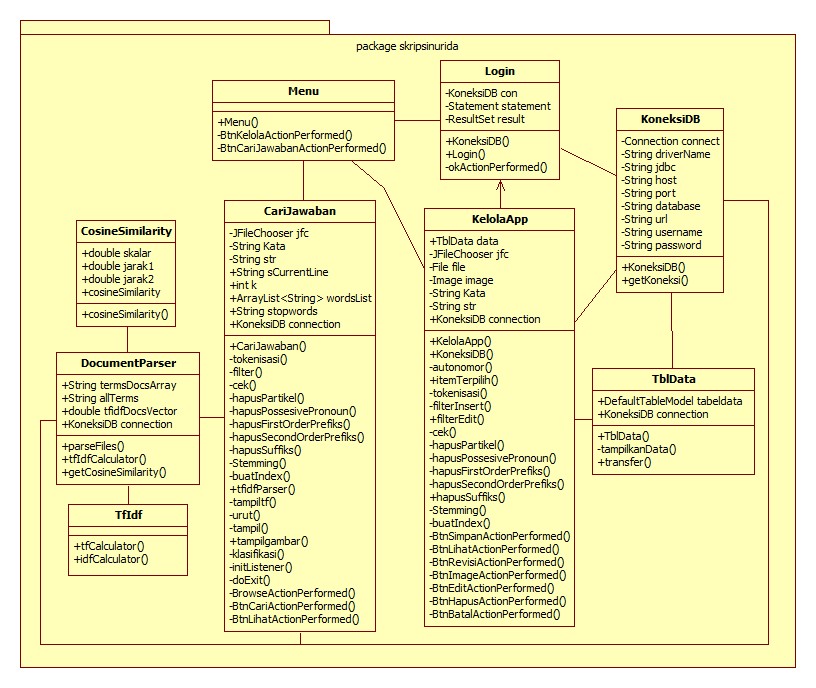 package skripsinurida
Menu
+Menu()
-BtnKelolaActionPerformed()
-BtnCariJawabanActionPerformed()
Login
-KoneksiDB con
-Statement statement
-ResultSet result
+KoneksiDB()
+Login()
-okActionPerformed()
KoneksiDB
-Connection connect
-String driverName
-String jdbc
-String host
-String port
-String database
-String url
-String username
-String password
+KoneksiDB()
+getKoneksi()
CosineSimilarity
+double skalar
+double jarak1
+double jarak2
+cosineSimilarity
+cosineSimilarity()
DocumentParser
+String termsDocsArray
+String allTerms
+double tfidfDocsVector
+KoneksiDB connection
+parseFiles()
+tfIdfCalculator()
+getCosineSimilarity()
TfIdf
+tfCalculator()
+idfCalculator()
CariJawaban
-JFileChooser jfc
-String Kata
-String str
+String sCurrentLine
+int k
+ArrayList<String> wordsList
+String stopwords
+KoneksiDB connection
+CariJawaban()
-tokenisasi()
-filter()
-cek()
-hapusPartikel()
-hapusPossesivePronoun()
-hapusFirstOrderPrefiks()
-hapusSecondOrderPrefiks()
-hapusSuffiks()
-Stemming()
-buatIndex()
+tfidfParser()
-tampiltf()
-urut()
-tampil()
+tampilgambar()
-klasifikasi()
-initListener()
-doExit()
-BrowseActionPerformed()
-BtnCariActionPerformed()
-BtnLihatActionPerformed()
KelolaApp
+TblData data
-JFileChooser jfc
-File file
-Image image
-String Kata
-String str
+KoneksiDB connection
+KelolaApp()
+KoneksiDB()
-autonomor()
+itemTerpilih()
-tokenisasi()
-filterInsert()
+filterEdit()
-cek()
-hapusPartikel()
-hapusPossesivePronoun()
-hapusFirstOrderPrefiks()
-hapusSecondOrderPrefiks()
+hapusSuffiks()
-Stemming()
-buatIndex()
-BtnSimpanActionPerformed()
-BtnLihatActionPerformed()
-BtnRevisiActionPerformed()
-BtnImageActionPerformed()
-BtnEditActionPerformed()
-BtnHapusActionPerformed()
-BtnBatalActionPerformed()
TblData
+DefaultTableModel tabeldata
+KoneksiDB connection
+TblData()
-tampilkanData()
+transfer()